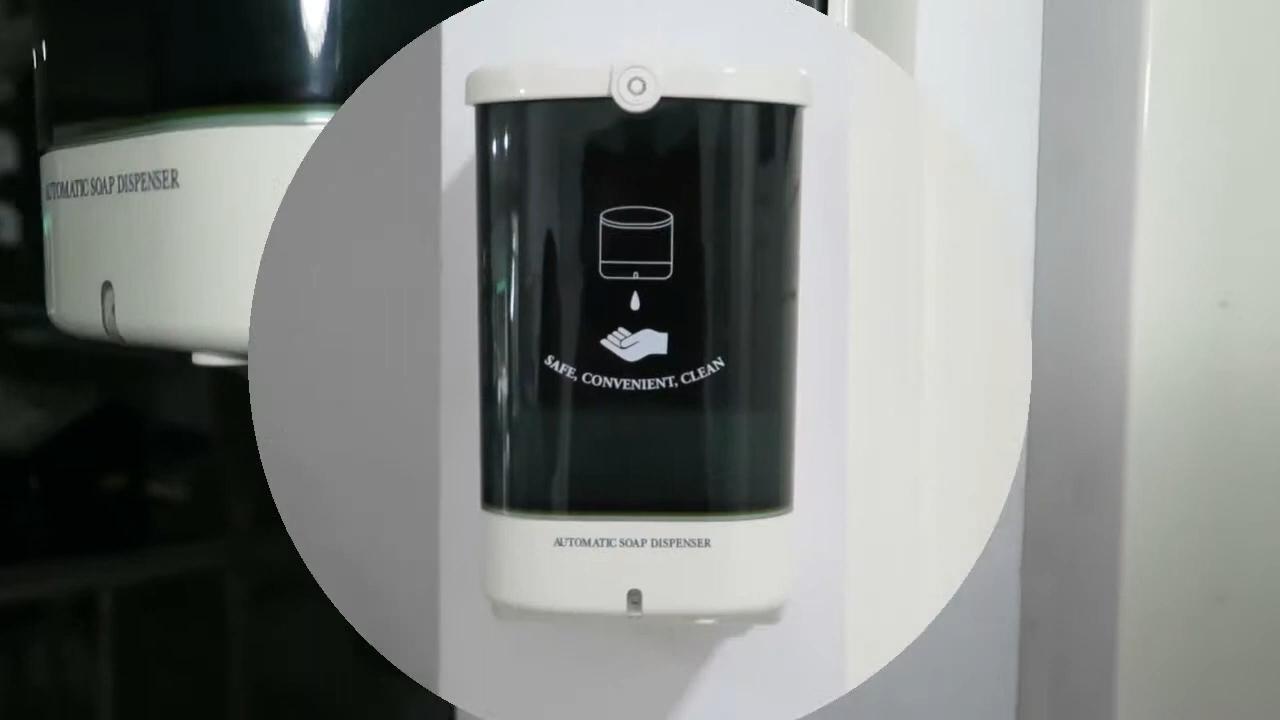 AUTOMATIC SOAP DISPENSER
SAFE, CONVENIENT, CLEAN
AUTOMATIC SOAP DISPENSER